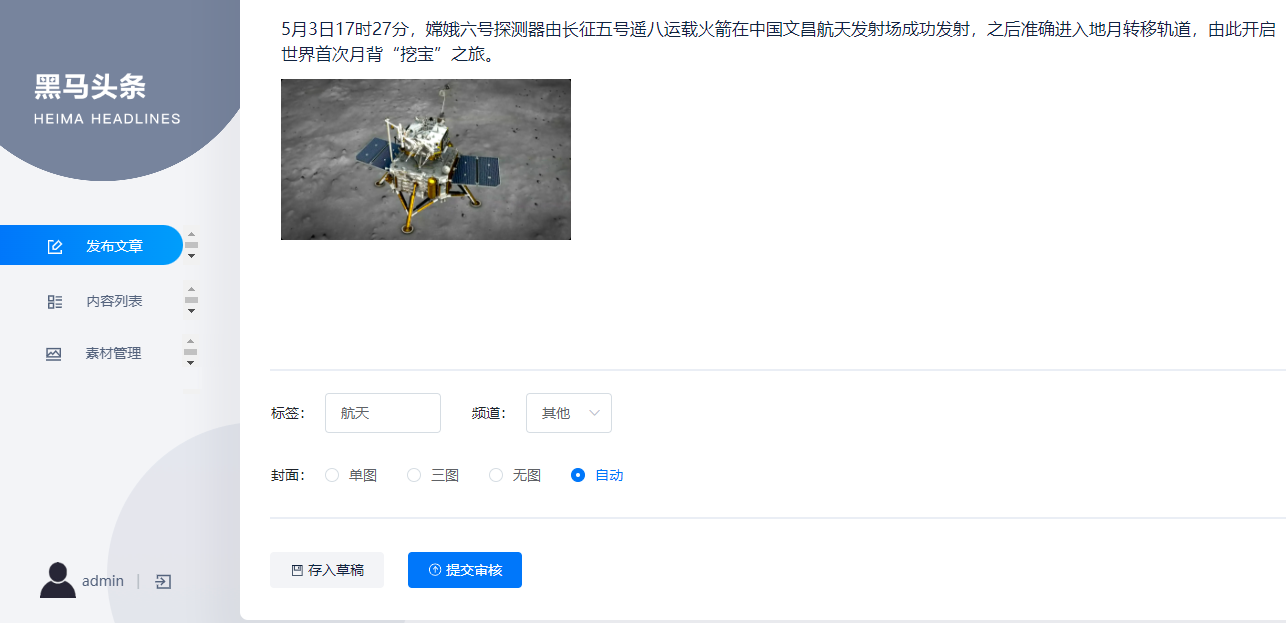 黑马头条
HEIMA HEADLINES
发布文章
内容列表
素材管理
admin
5月3日17时27分，嫦娥六号探测器由长征五号遥八运载火箭在中国文昌航天发射场成功发射，之后准确进入地月转移轨道，由此开启
世界首次月背“挖宝”之旅。
标签： 航天 频道： 其他
封面： 单图 三图 无图 自动
存入草稿 提交审核